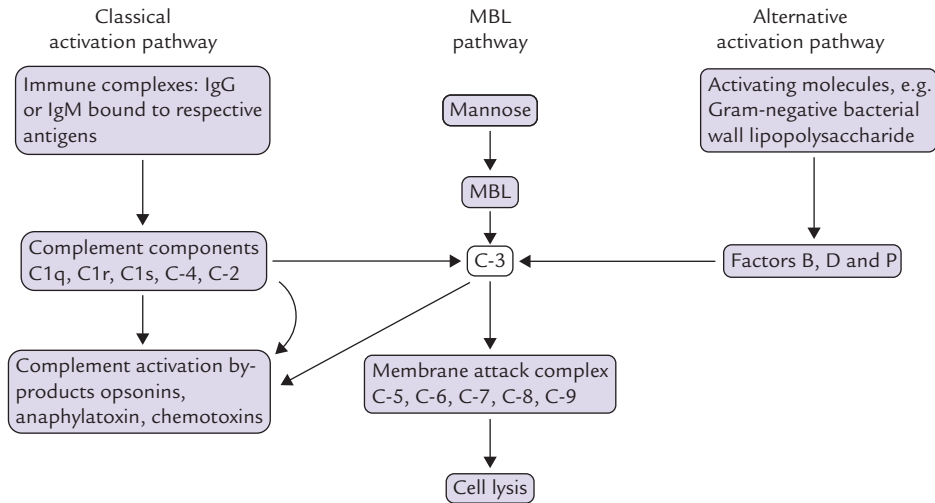 Classical
activation pathway
MBL
pathway
Alternative
activation pathway
Immune complexes: IgG
or IgM bound to respective
antigens
Mannose
Activating molecules, e.g.
Gram-negative bacterial
wall lipopolysaccharide
MBL
Complement components
C1q, C1r, C1s, C-4, C-2
C-3
Factors B, D and P
Complement activation by-
products opsonins,
anaphylatoxin, chemotoxins
Membrane attack complex
C-5, C-6, C-7, C-8, C-9
Cell lysis